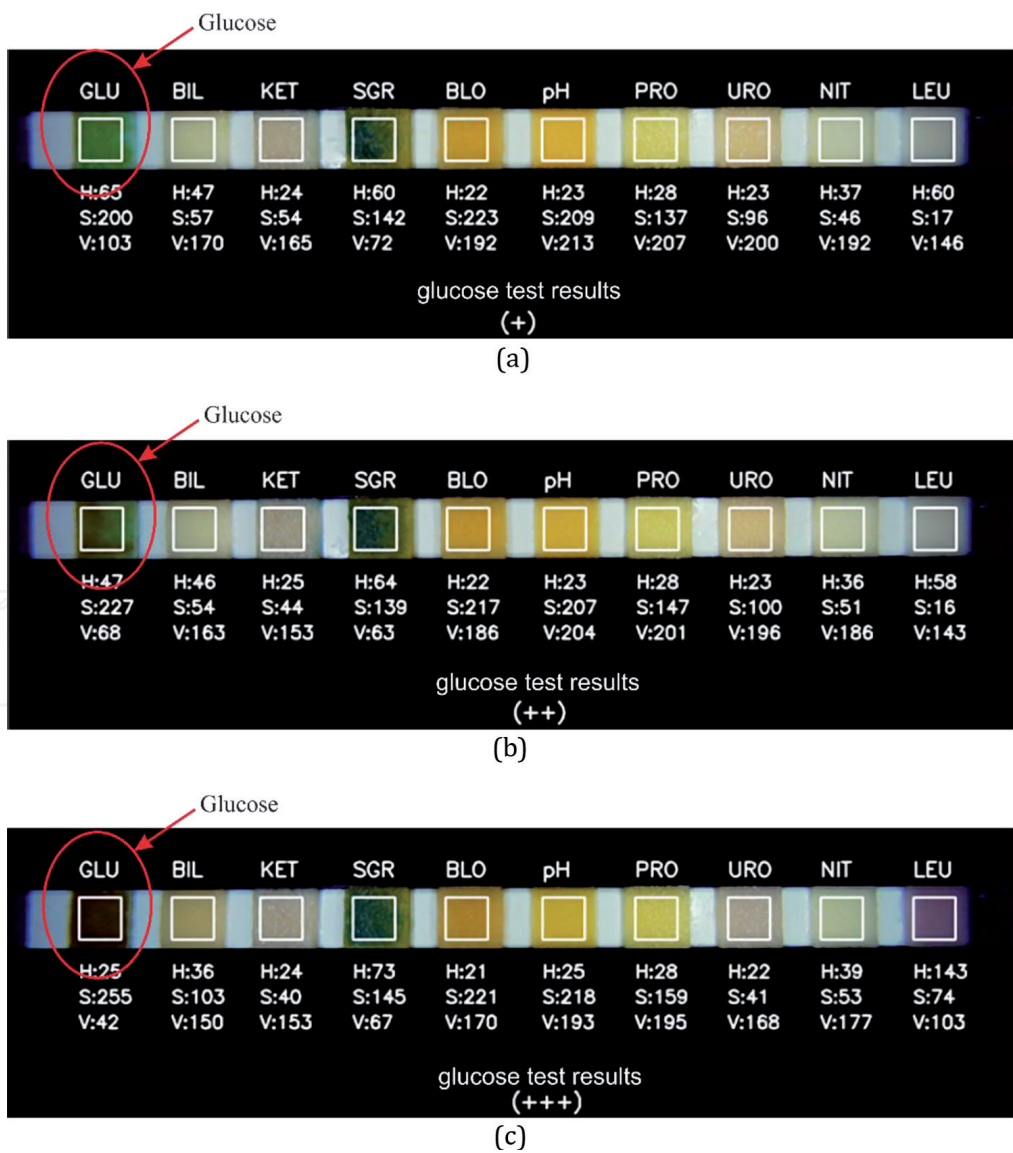 Glucose
GLU BIL KET SGR BLO pH PRO URO NIT LEU
H:65 H:47 H:24 H:60 H:22 H:23 H:28 H:23 H:37 H:60
S:200 S:57 S:54 S:142 S:223 S:209 S:137 S:96 S:46 S:17
V:103 V:170 V:165 V:72 V:192 V:213 V:207 V:200 V:192 V:146
glucose test results
(+)
(a)
Glucose
GLU BIL KET SGR BLO pH PRO URO NIT LEU
H:47 H:46 H:25 H:64 H:22 H:23 H:28 H:23 H:36 H:58
S:227 S:54 S:44 S:139 S:217 S:207 S:147 S:100 S:51 S:16
V:68 V:163 V:153 V:63 V:186 V:204 V:201 V:196 V:186 V:143
glucose test results
(++)
(b)
Glucose
GLU BIL KET SGR BLO pH PRO URO NIT LEU
H:25 H:36 H:24 H:73 H:21 H:25 H:28 H:22 H:39 H:143
S:255 S:103 S:40 S:145 S:221 S:218 S:159 S:41 S:53 S:74
V:42 V:150 V:153 V:67 V:170 V:193 V:195 V:168 V:177 V:103
glucose test results
(+++)
(c)